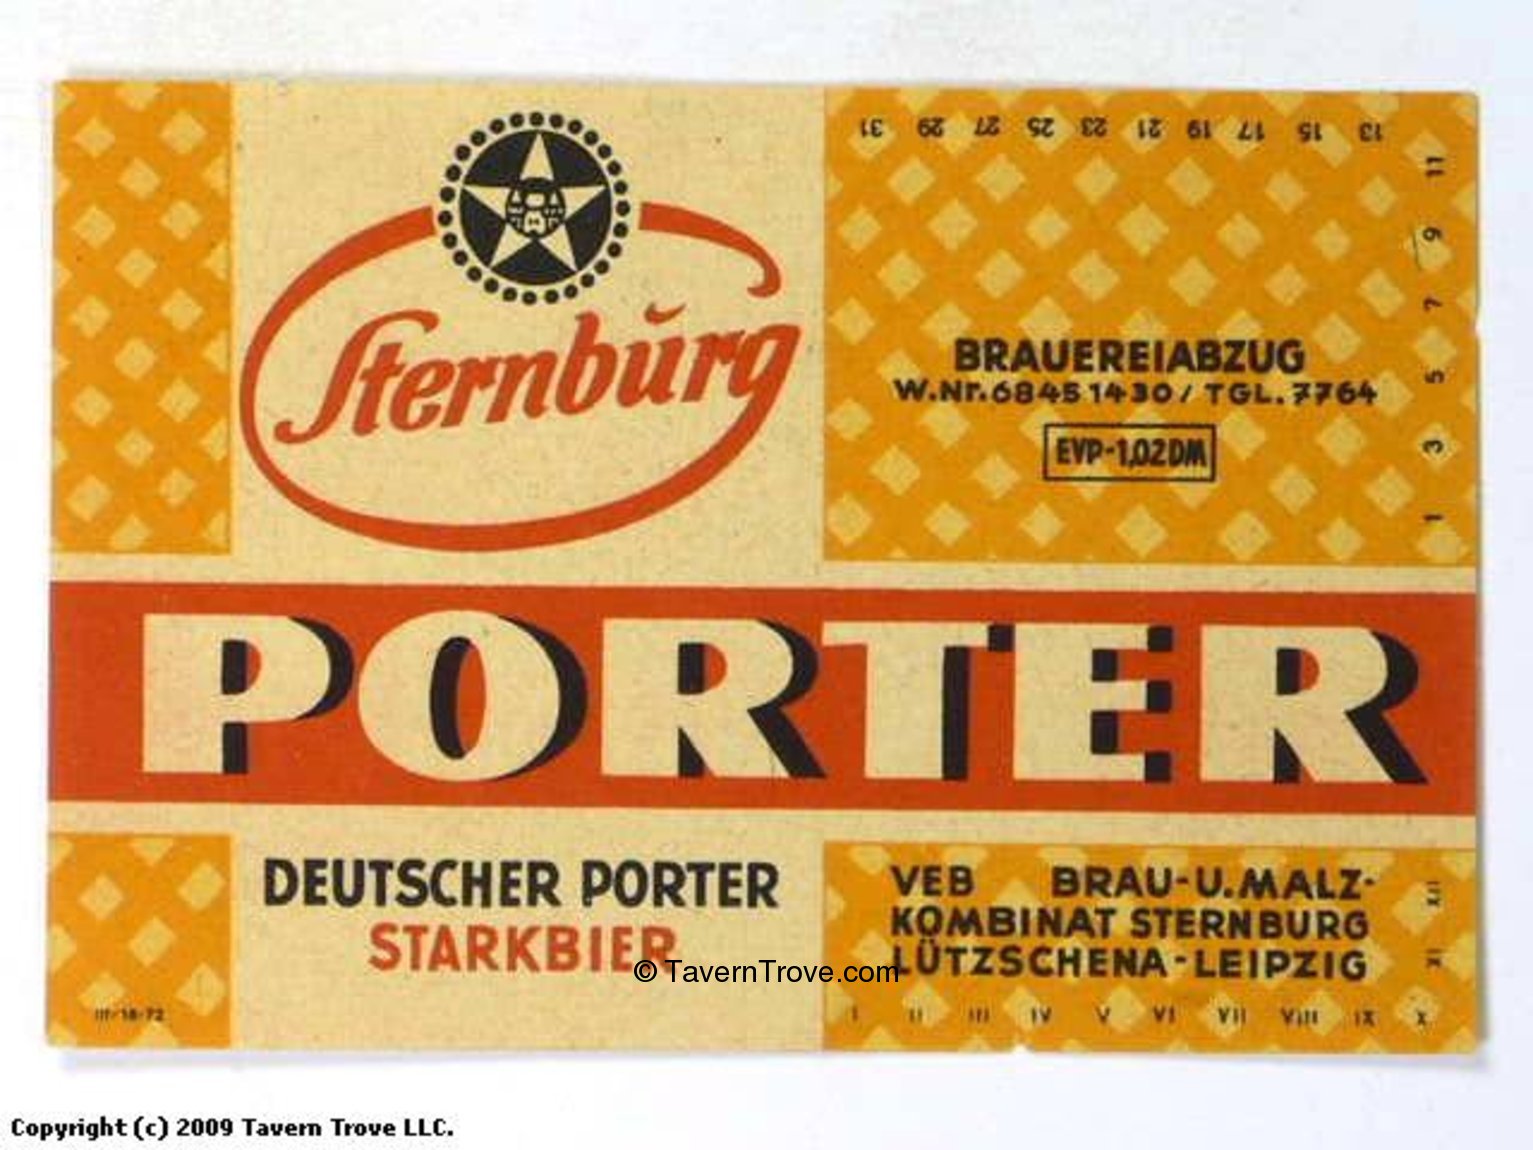 31 29 27 25 23 21 19 17 15 13
11
9
7
5
3
1
Sternburg
BRAUEREIABZUG
W.Nr.68451430/TGL.7764
EVP-1,02DM
PORTER
DEUTSCHER PORTER
STARKBIER
VEB BRAU-U.MALZ-
KOMBINAT STERNBURG
LÜTZSCHENA-LEIPZIG
XII
XI
I II III IV V VI VII VIII IX X
III-18-72
© TavernTrove.com
Copyright (c) 2009 Tavern Trove LLC.